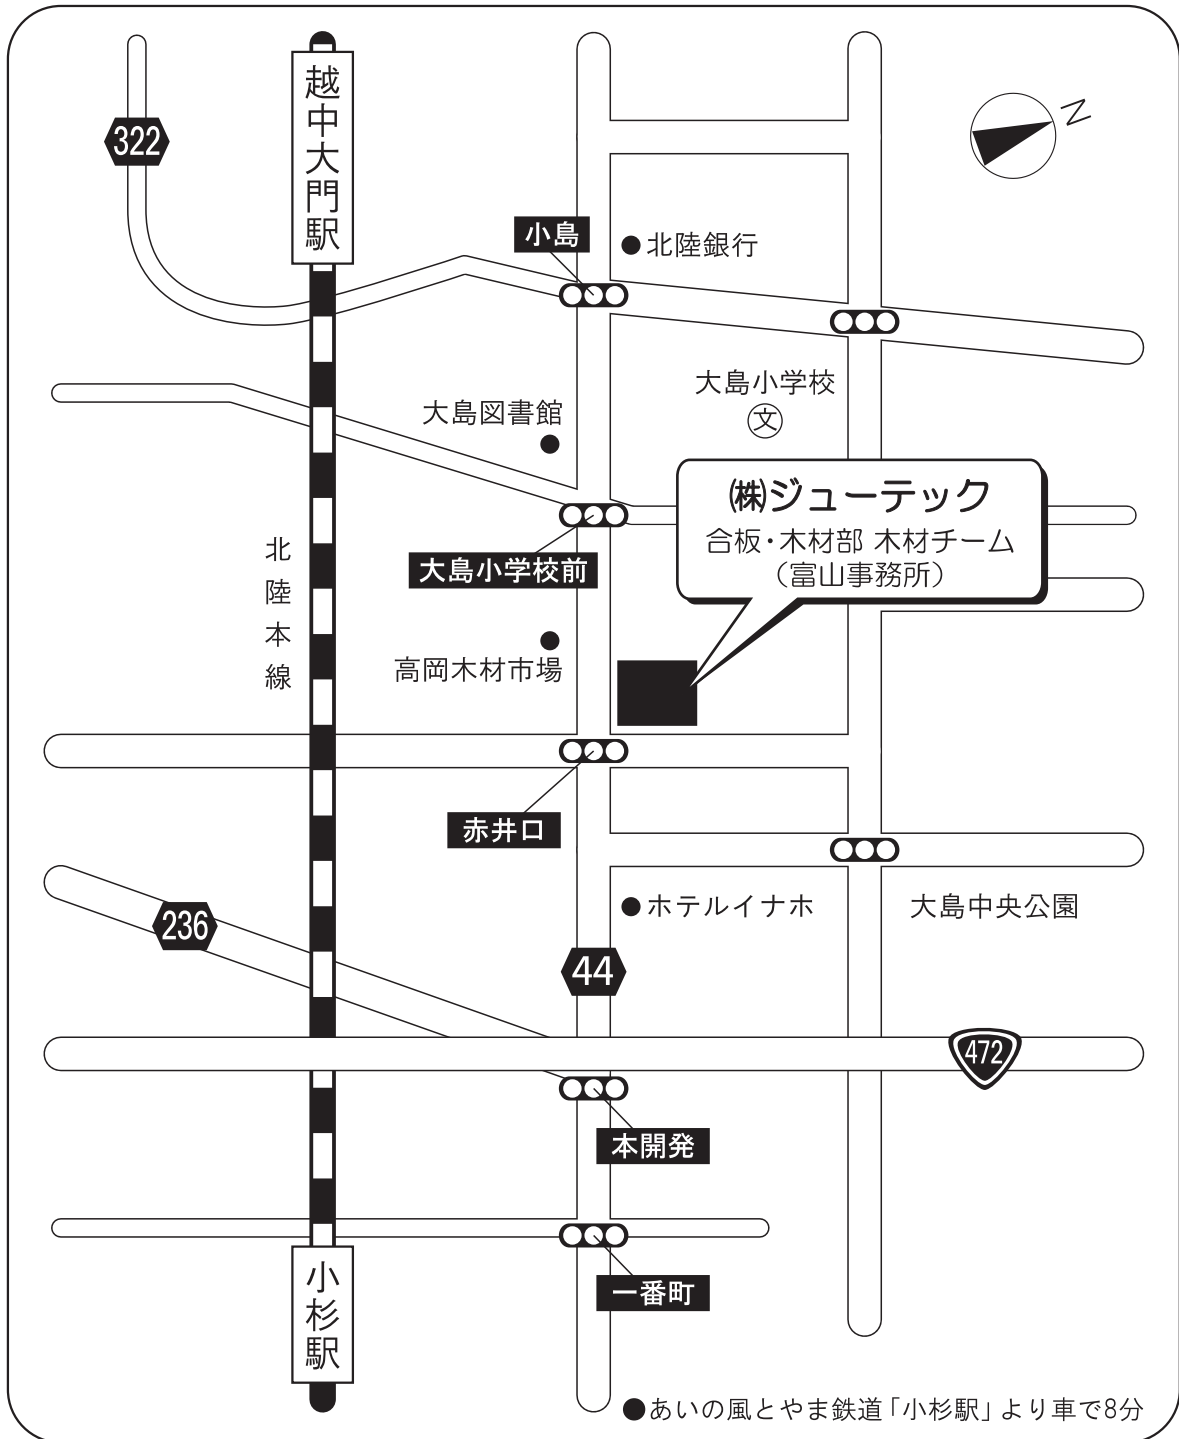 越中大門駅
322
N
小島
北陸銀行
大島小学校
文
大島図書館
㈱ジューテック
合板・木材部 木材チーム
（富山事務所）
大島小学校前
北陸本線
高岡木材市場
赤井口
236
ホテルイナホ
大島中央公園
44
472
本開発
一番町
小杉駅
●あいの風とやま鉄道「小杉駅」より車で8分